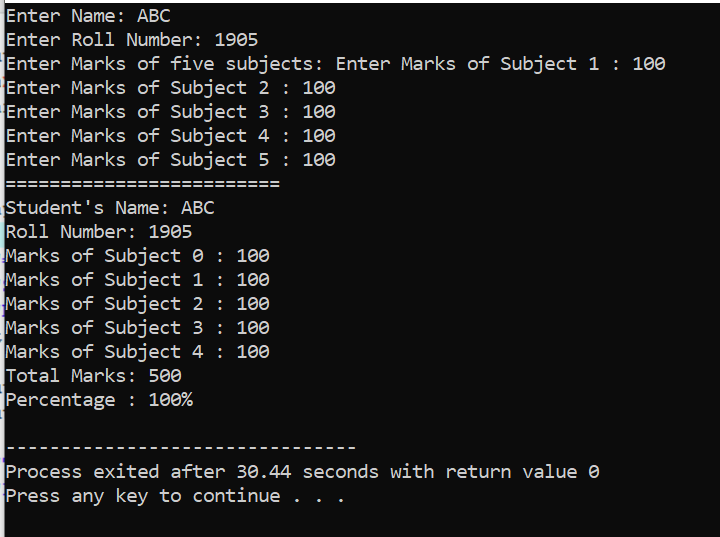 Enter Name: ABC
Enter Roll Number: 1905
Enter Marks of five subjects: Enter Marks of Subject 1 : 100
Enter Marks of Subject 2 : 100
Enter Marks of Subject 3 : 100
Enter Marks of Subject 4 : 100
Enter Marks of Subject 5 : 100
=========================
Student's Name: ABC
Roll Number: 1905
Marks of Subject 0 : 100
Marks of Subject 1 : 100
Marks of Subject 2 : 100
Marks of Subject 3 : 100
Marks of Subject 4 : 100
Total Marks: 500
Percentage : 100%
--------------------------------
Process exited after 30.44 seconds with return value 0
Press any key to continue . . .